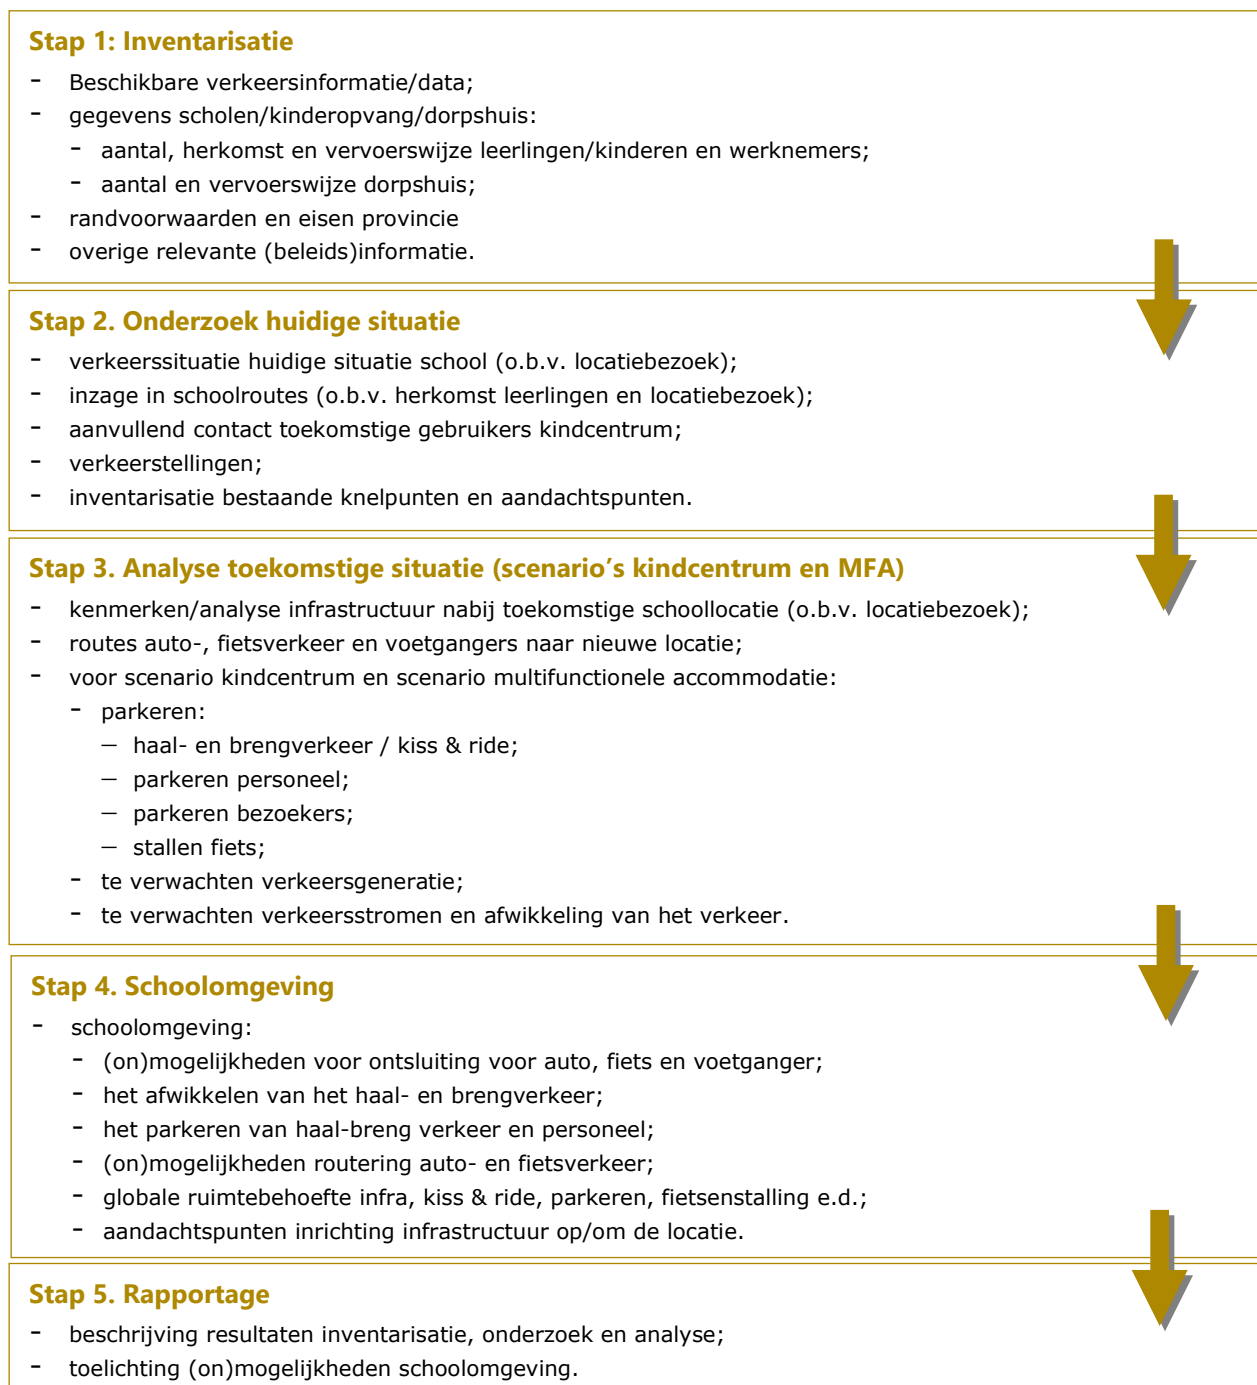 Stap 1: Inventarisatie
- Beschikbare verkeersinformatie/data;
- gegevens scholen/kinderopvang/dorpshuis:
- aantal, herkomst en vervoerswijze leerlingen/kinderen en werknemers;
- aantal en vervoerswijze dorpshuis;
- randvoorwaarden en eisen provincie
- overige relevante (beleids)informatie.
Stap 2. Onderzoek huidige situatie
- verkeerssituatie huidige situatie school (o.b.v. locatiebezoek);
- inzage in schoolroutes (o.b.v. herkomst leerlingen en locatiebezoek);
- aanvullend contact toekomstige gebruikers kindcentrum;
- verkeerstellingen;
- inventarisatie bestaande knelpunten en aandachtspunten.
Stap 3. Analyse toekomstige situatie (scenario’s kindcentrum en MFA)
- kenmerken/analyse infrastructuur nabij toekomstige schoollocatie (o.b.v. locatiebezoek);
- routes auto-, fietsverkeer en voetgangers naar nieuwe locatie;
- voor scenario kindcentrum en scenario multifunctionele accommodatie:
- parkeren:
— haal- en brengverkeer / kiss & ride;
— parkeren personeel;
— parkeren bezoekers;
— stallen fiets;
- te verwachten verkeersgeneratie;
- te verwachten verkeersstromen en afwikkeling van het verkeer.
Stap 4. Schoolomgeving
- schoolomgeving:
- (on)mogelijkheden voor ontsluiting voor auto, fiets en voetganger;
- het afwikkelen van het haal- en brengverkeer;
- het parkeren van haal-breng verkeer en personeel;
- (on)mogelijkheden routering auto- en fietsverkeer;
- globale ruimtebehoefte infra, kiss & ride, parkeren, fietsenstalling e.d.;
- aandachtspunten inrichting infrastructuur op/om de locatie.
Stap 5. Rapportage
- beschrijving resultaten inventarisatie, onderzoek en analyse;
- toelichting (on)mogelijkheden schoolomgeving.